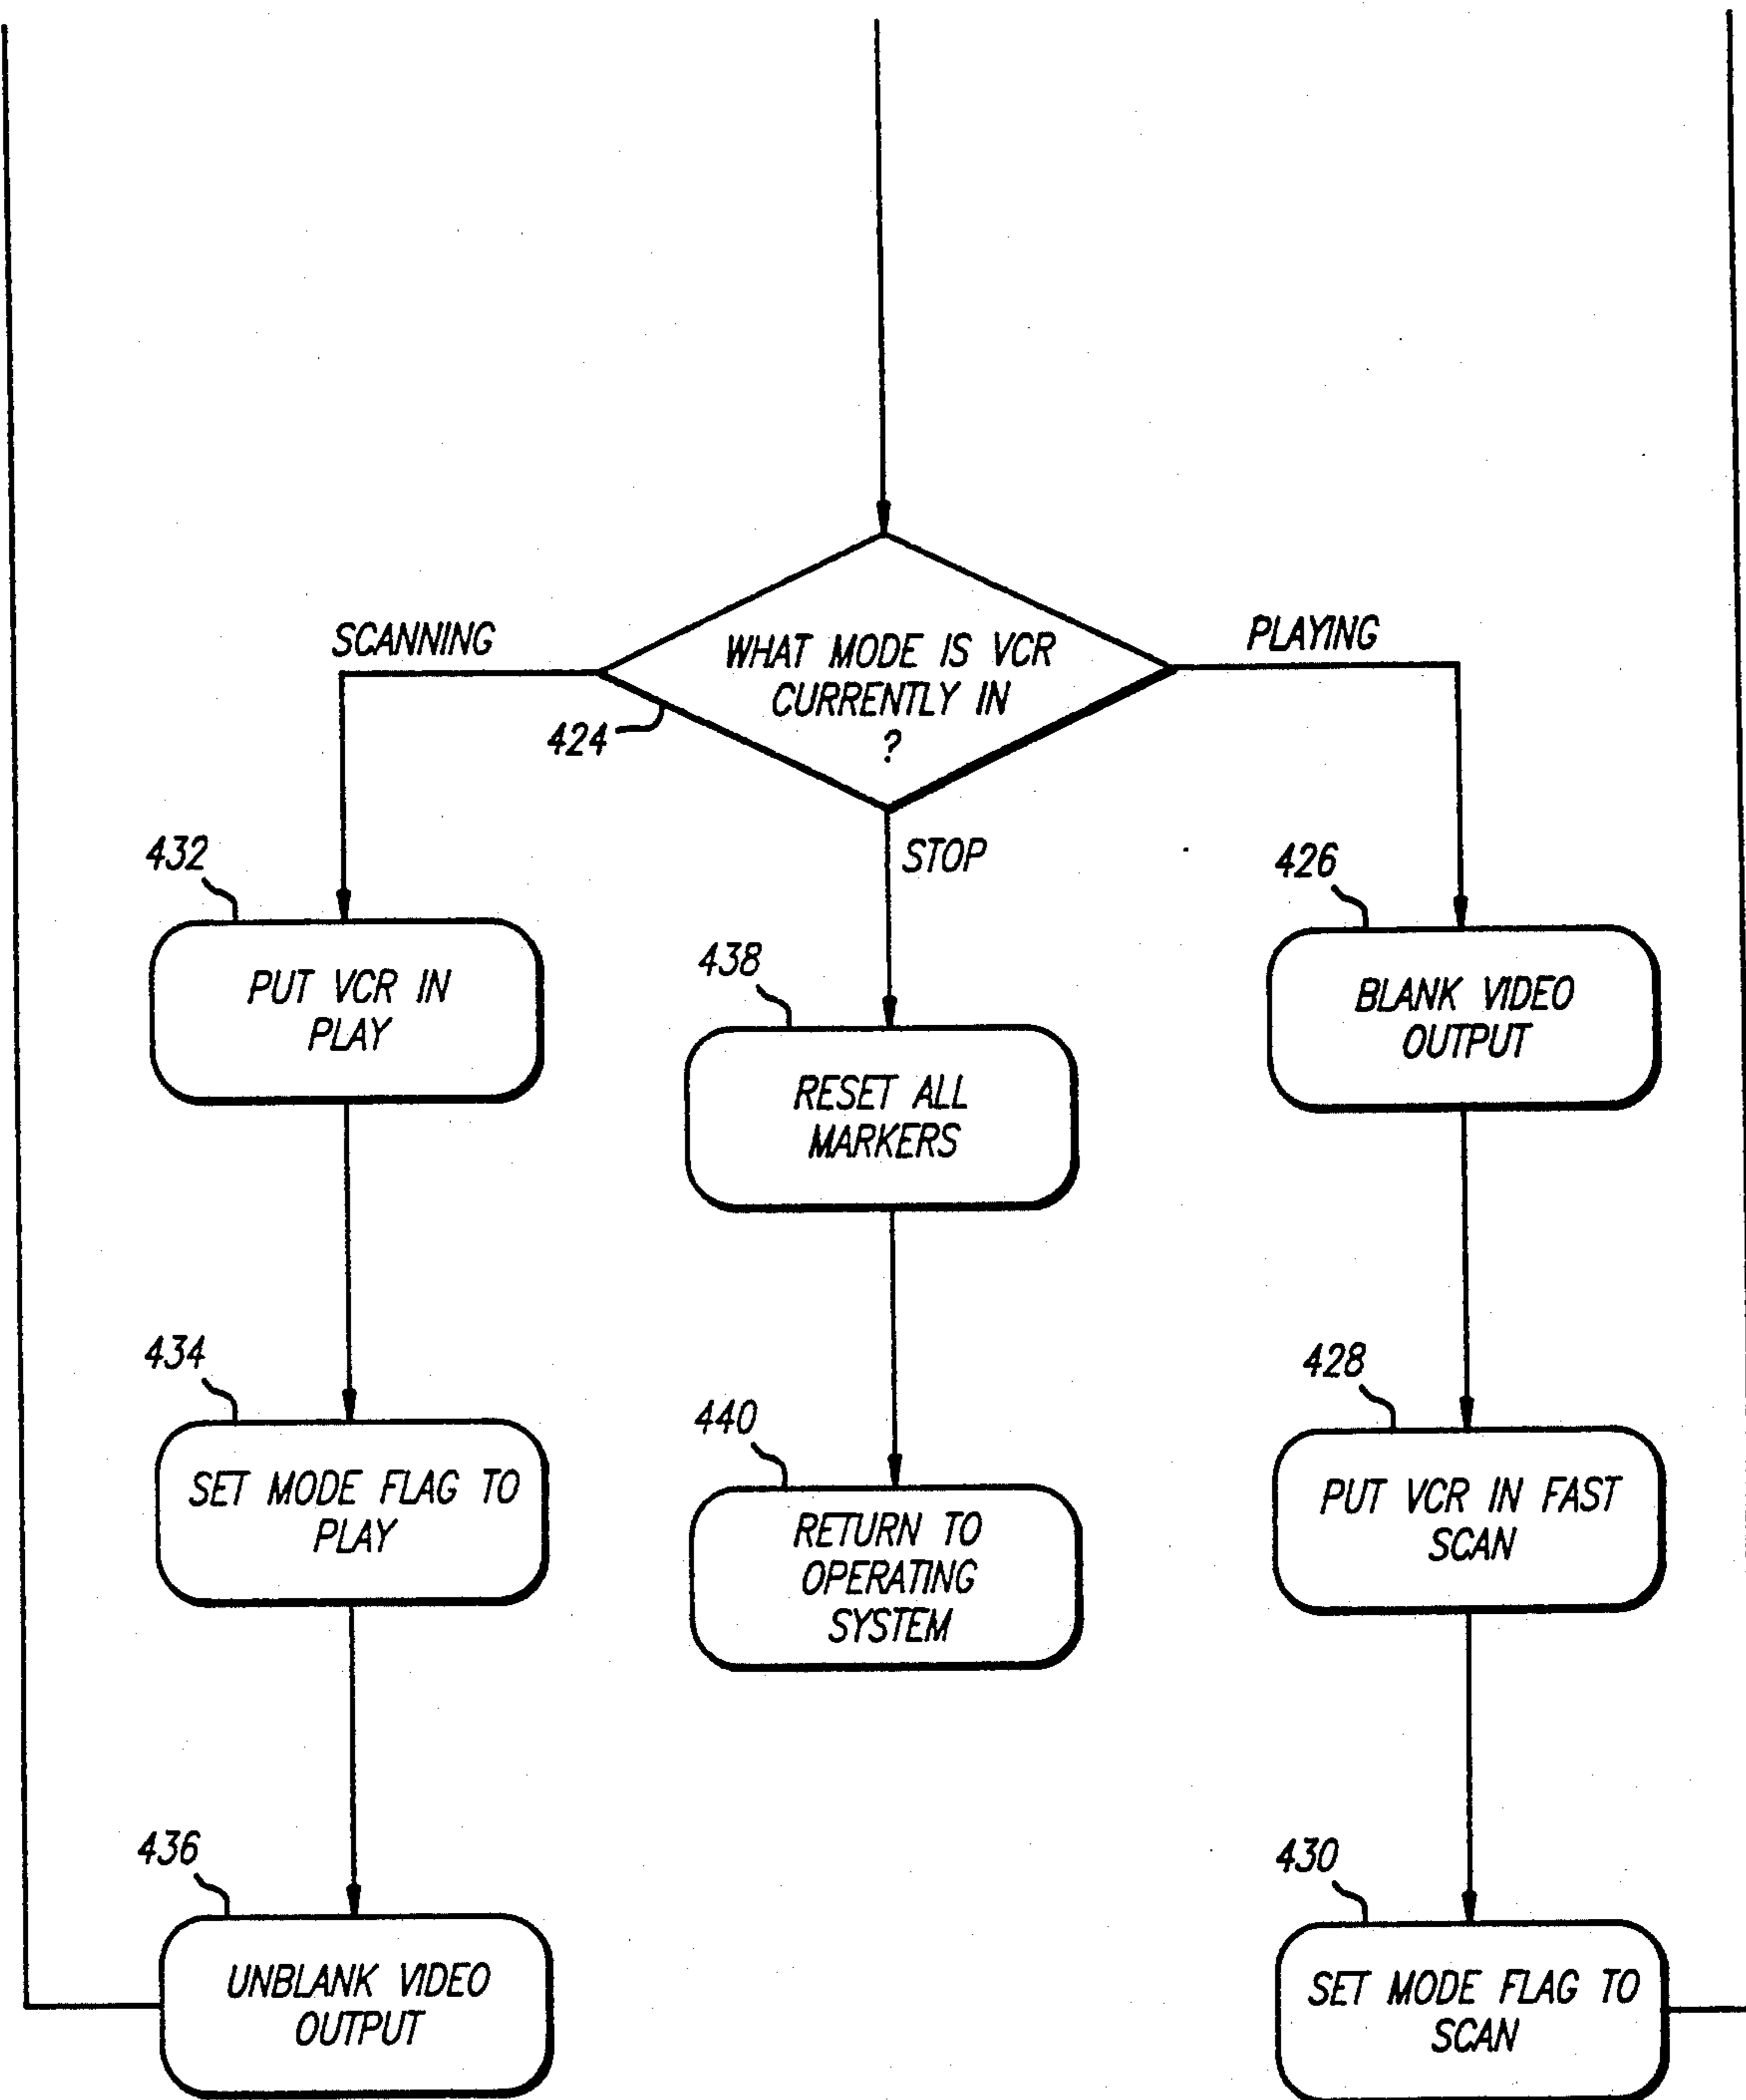 SCANNING
PLAYING
WHAT MODE IS VCR
CURRENTLY IN
?
424
STOP
432
426
438
PUT VCR IN
PLAY
BLANK VIDEO
OUTPUT
RESET ALL
MARKERS
434
428
440
SET MODE FLAG TO
PLAY
PUT VCR IN FAST
SCAN
RETURN TO
OPERATING
SYSTEM
436
430
UNBLANK VIDEO
OUTPUT
SET MODE FLAG TO
SCAN